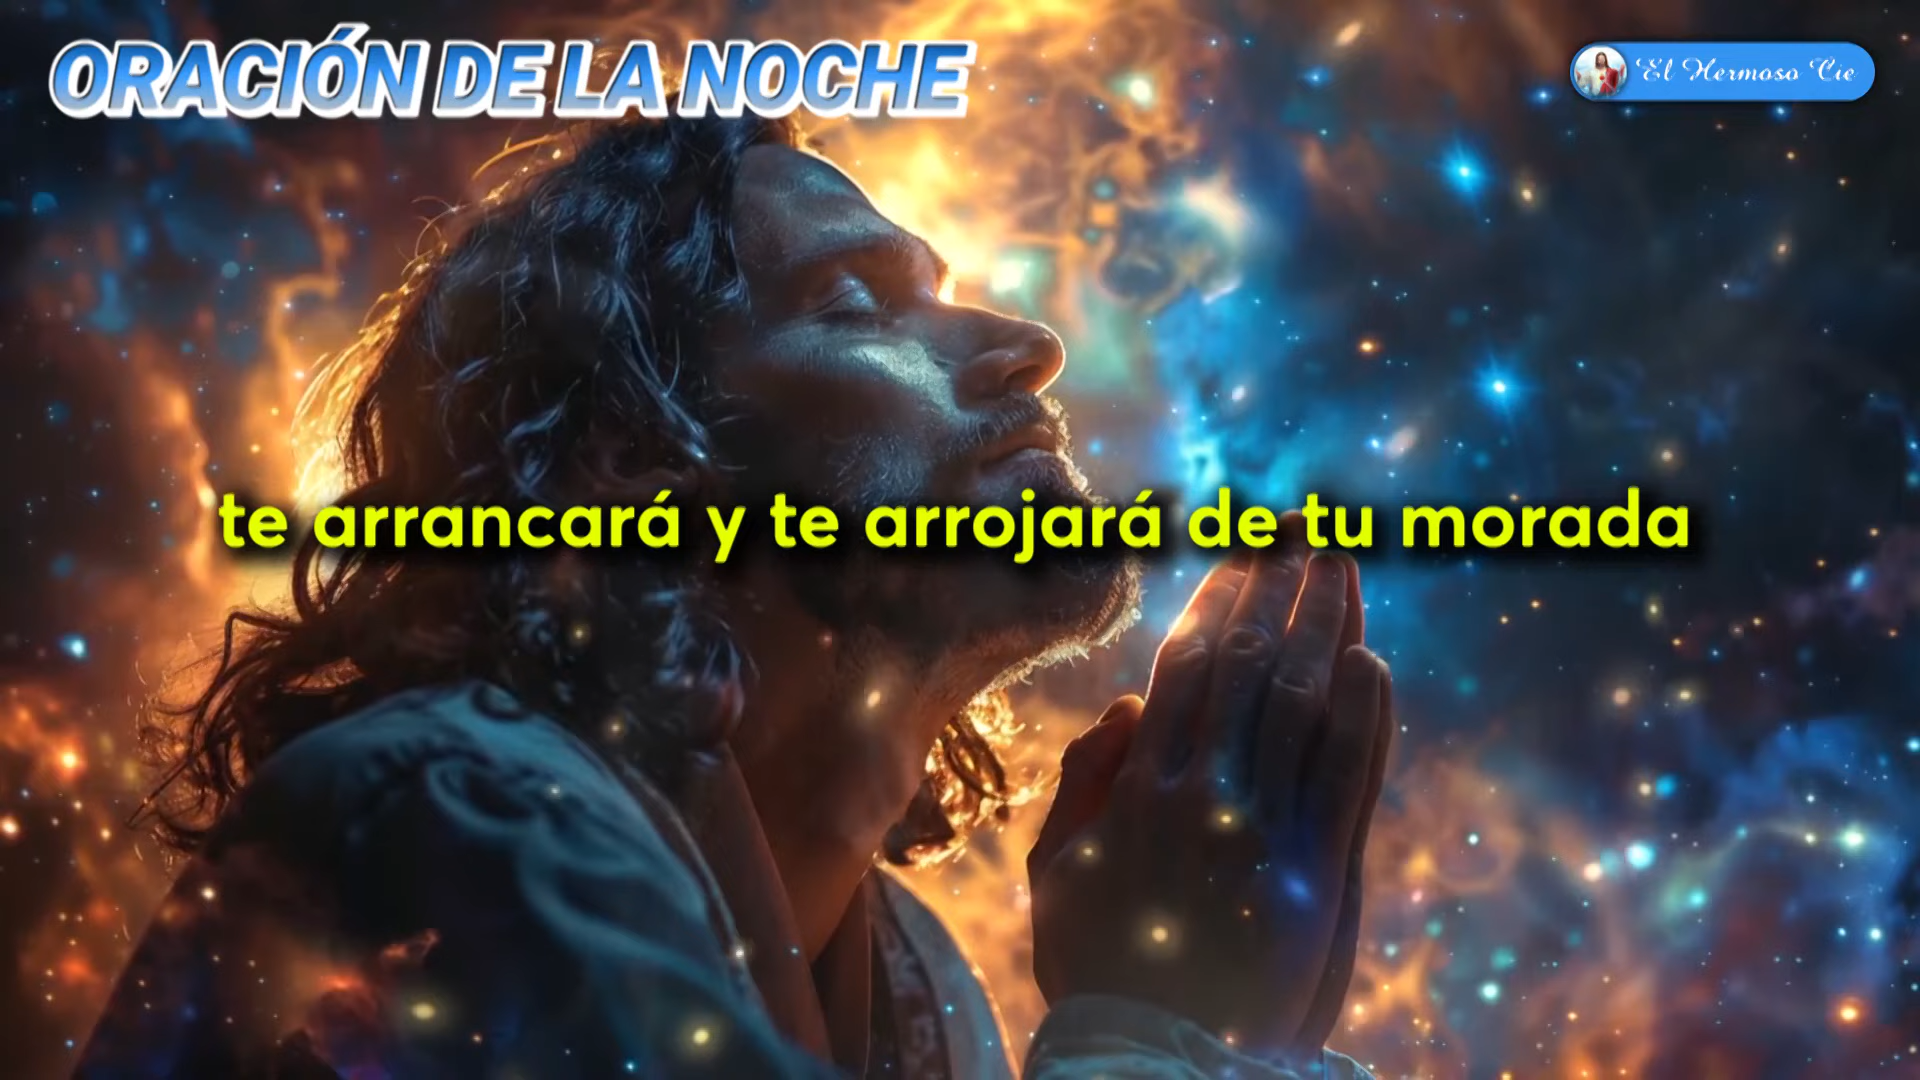 ORACIÓN DE LA NOCHE
El Hermoso Cie
te arrancará y te arrojará de tu morada